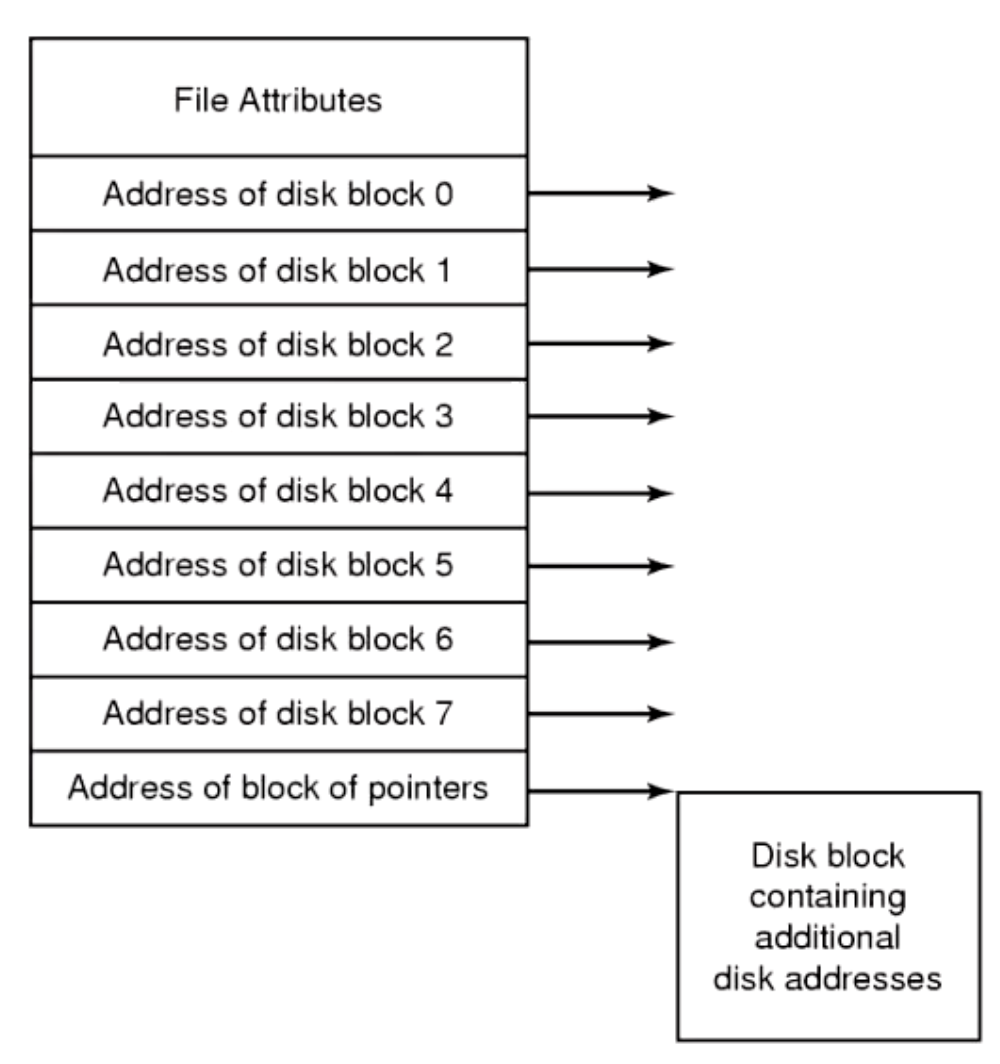 File Attributes
Address of disk block 0
Address of disk block 1
Address of disk block 2
Address of disk block 3
Address of disk block 4
Address of disk block 5
Address of disk block 6
Address of disk block 7
Address of block of pointers
Disk block
containing
additional
disk addresses